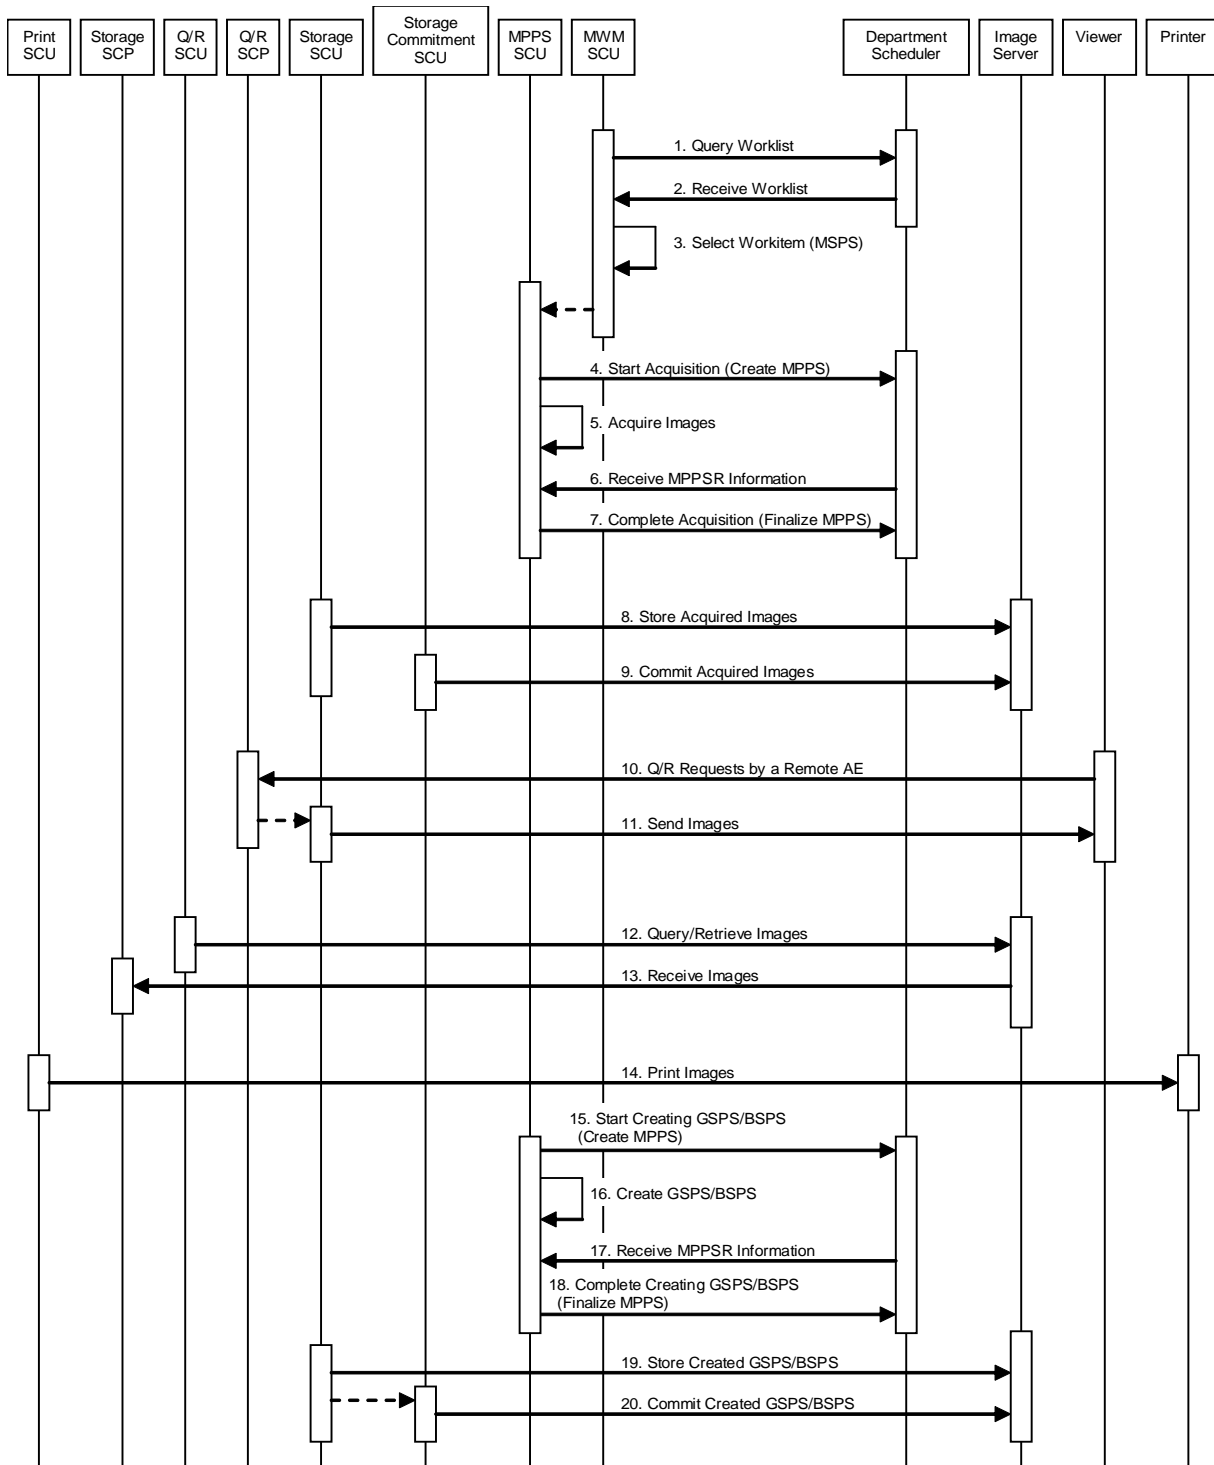 Print
SCU
Storage
SCP
Q/R
SCU
Q/R
SCP
Storage
SCU
Storage
Commitment
SCU
MPPS
SCU
MWM
SCU
Department
Scheduler
Image
Server
Viewer
Printer
1. Query Worklist
2. Receive Worklist
3. Select Workitem (MSPS)
4. Start Acquisition (Create MPPS)
5. Acquire Images
6. Receive MPPSR Information
7. Complete Acquisition (Finalize MPPS)
8. Store Acquired Images
9. Commit Acquired Images
10. Q/R Requests by a Remote AE
11. Send Images
12. Query/Retrieve Images
13. Receive Images
14. Print Images
15. Start Creating GSPS/BSPS
(Create MPPS)
16. Create GSPS/BSPS
17. Receive MPPSR Information
18. Complete Creating GSPS/BSPS
(Finalize MPPS)
19. Store Created GSPS/BSPS
20. Commit Created GSPS/BSPS